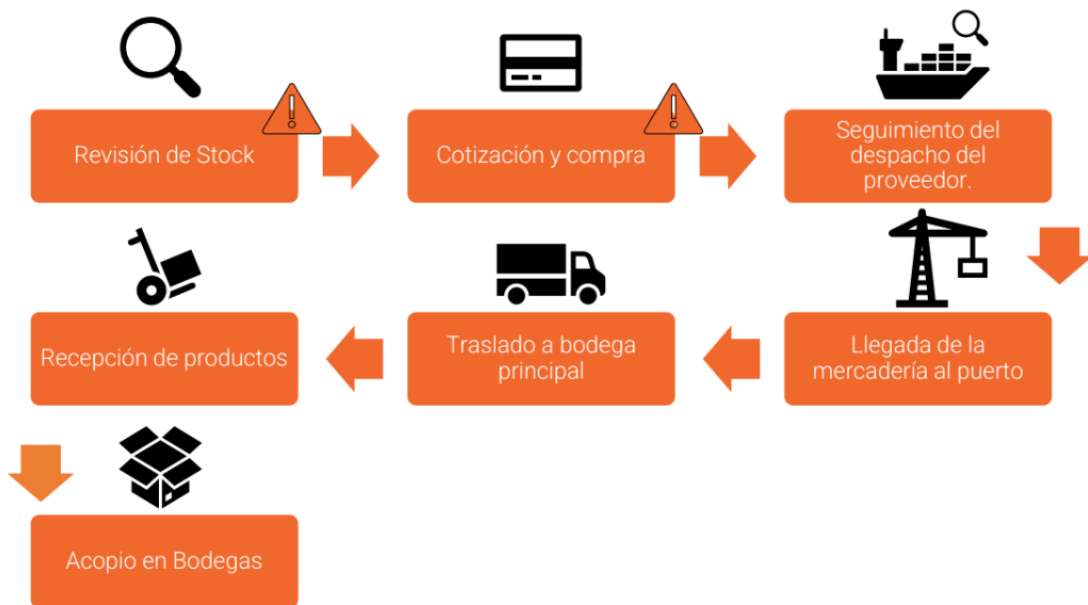 Revisión de Stock
Cotización y compra
Seguimiento del
despacho del
proveedor.
Llegada de la
mercadería al puerto
Traslado a bodega
principal
Recepción de productos
Acopio en Bodegas